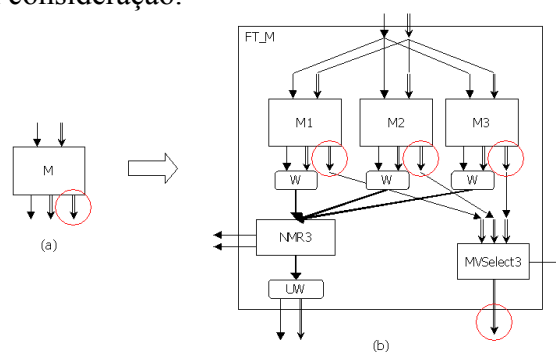 consideração.
FT_M
M1 M2 M3
M
W W W
NMR3
MVSelect3
UW
(a)
(b)